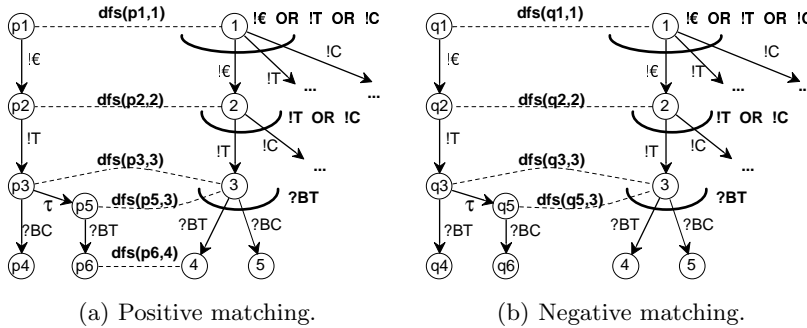 p1 dfs(p1,1) 1 !€ OR !T OR !C
!€ !€ !T !C
... ...
p2 dfs(p2,2) 2 !T OR !C
!T !T !C
...
p3 dfs(p3,3) 3 ?BT
τ p5 dfs(p5,3)
?BC ?BT ?BT ?BC
p4 p6 dfs(p6,4) 4 5
(a) Positive matching.
q1 dfs(q1,1) 1 !€ OR !T OR !C
!€ !€ !T !C
... ...
q2 dfs(q2,2) 2 !T OR !C
!T !T !C
...
q3 dfs(q3,3) 3 ?BT
τ q5 dfs(q5,3)
?BT ?BC ?BT ?BC
q4 q6 4 5
(b) Negative matching.